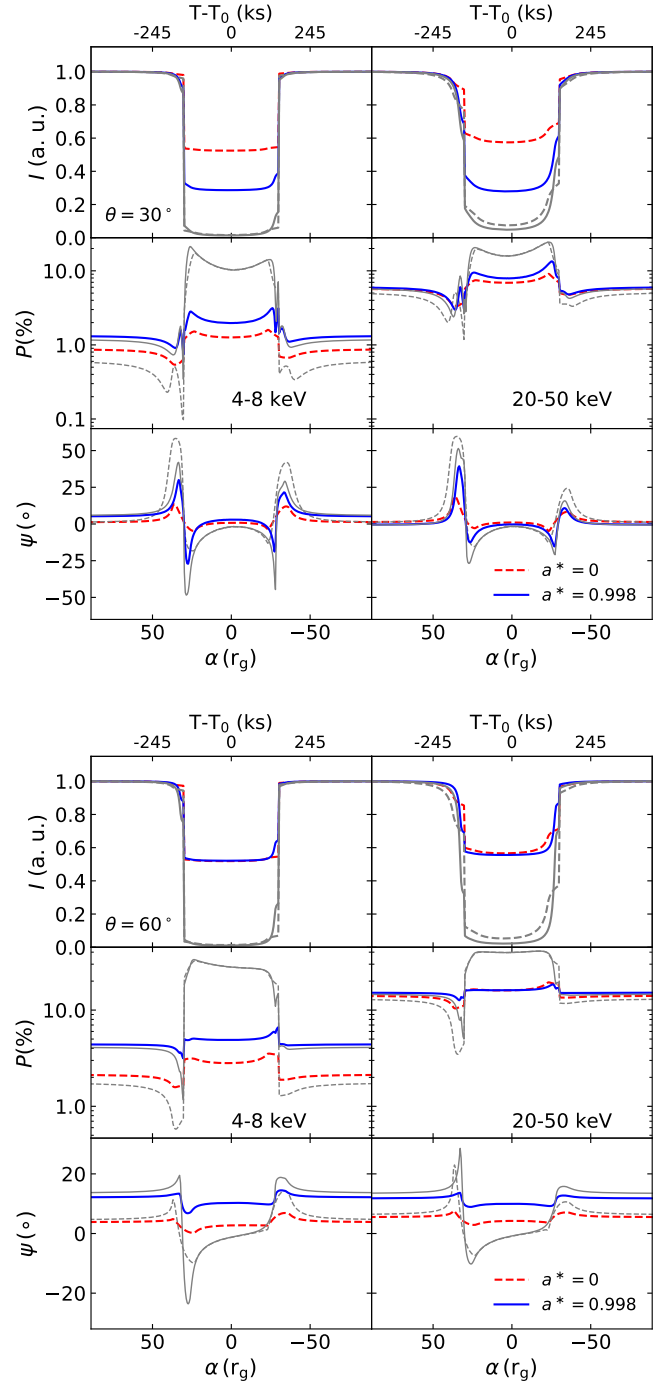 T-T₀ (ks)
-245 0 245 -245 0 245
I (a. u.)
1.0
0.8
0.6
0.4
0.2
0.0
θ = 30°
P(%)
10.0
1.0
0.1
4-8 keV
20-50 keV
ψ(∘)
50
25
0
−25
−50
a* = 0
a* = 0.998
50 0 −50 50 0 −50
α (r_g) α (r_g)
T-T₀ (ks) T-T₀ (ks)
-245 0 245 -245 0 245
I (a. u.)
1.0
0.8
0.6
0.4
0.2
0.0
θ = 60°
P(%)
10.0
1.0
4-8 keV
20-50 keV
ψ(∘)
20
0
−20
a* = 0
a* = 0.998
50 0 −50 50 0 −50
α (r_g) α (r_g)